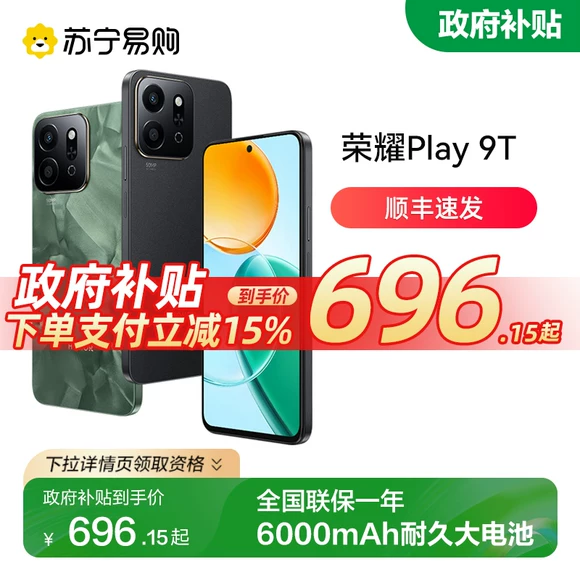 苏宁易购
政府补贴
荣耀Play 9T
顺丰速发
政府补贴
下单支付立减15%
到手价
696.15起
下拉详情页领取资格
政府补贴到手价
¥ 696.15起
全国联保一年
6000mAh耐久大电池